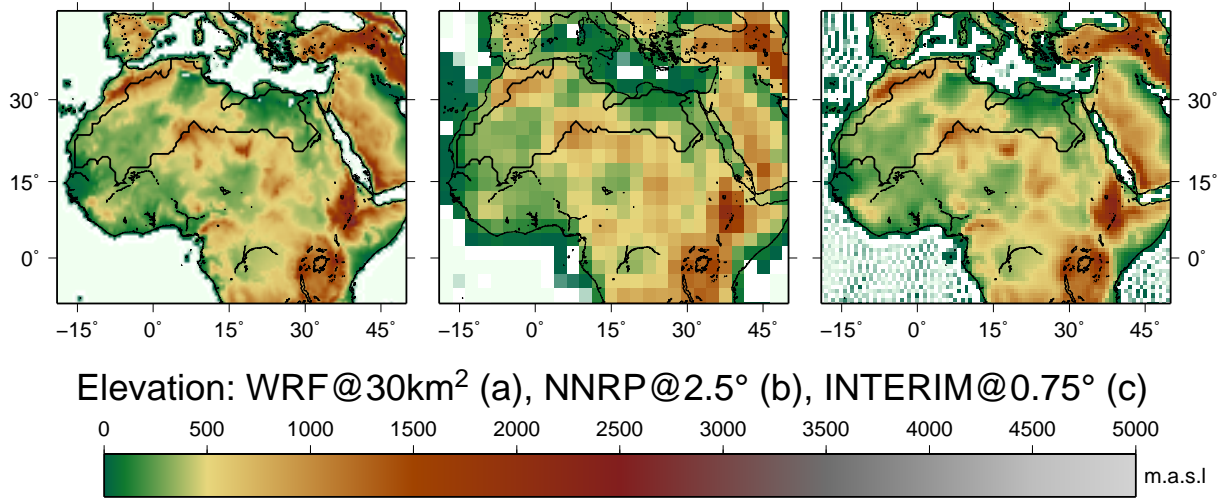 30° 30°
15° 15°
0° 0°
−15° 0° 15° 30° 45° −15° 0° 15° 30° 45° −15° 0° 15° 30° 45°
Elevation: WRF@30km² (a), NNRP@2.5° (b), INTERIM@0.75° (c)
0 500 1000 1500 2000 2500 3000 3500 4000 4500 5000
m.a.s.l